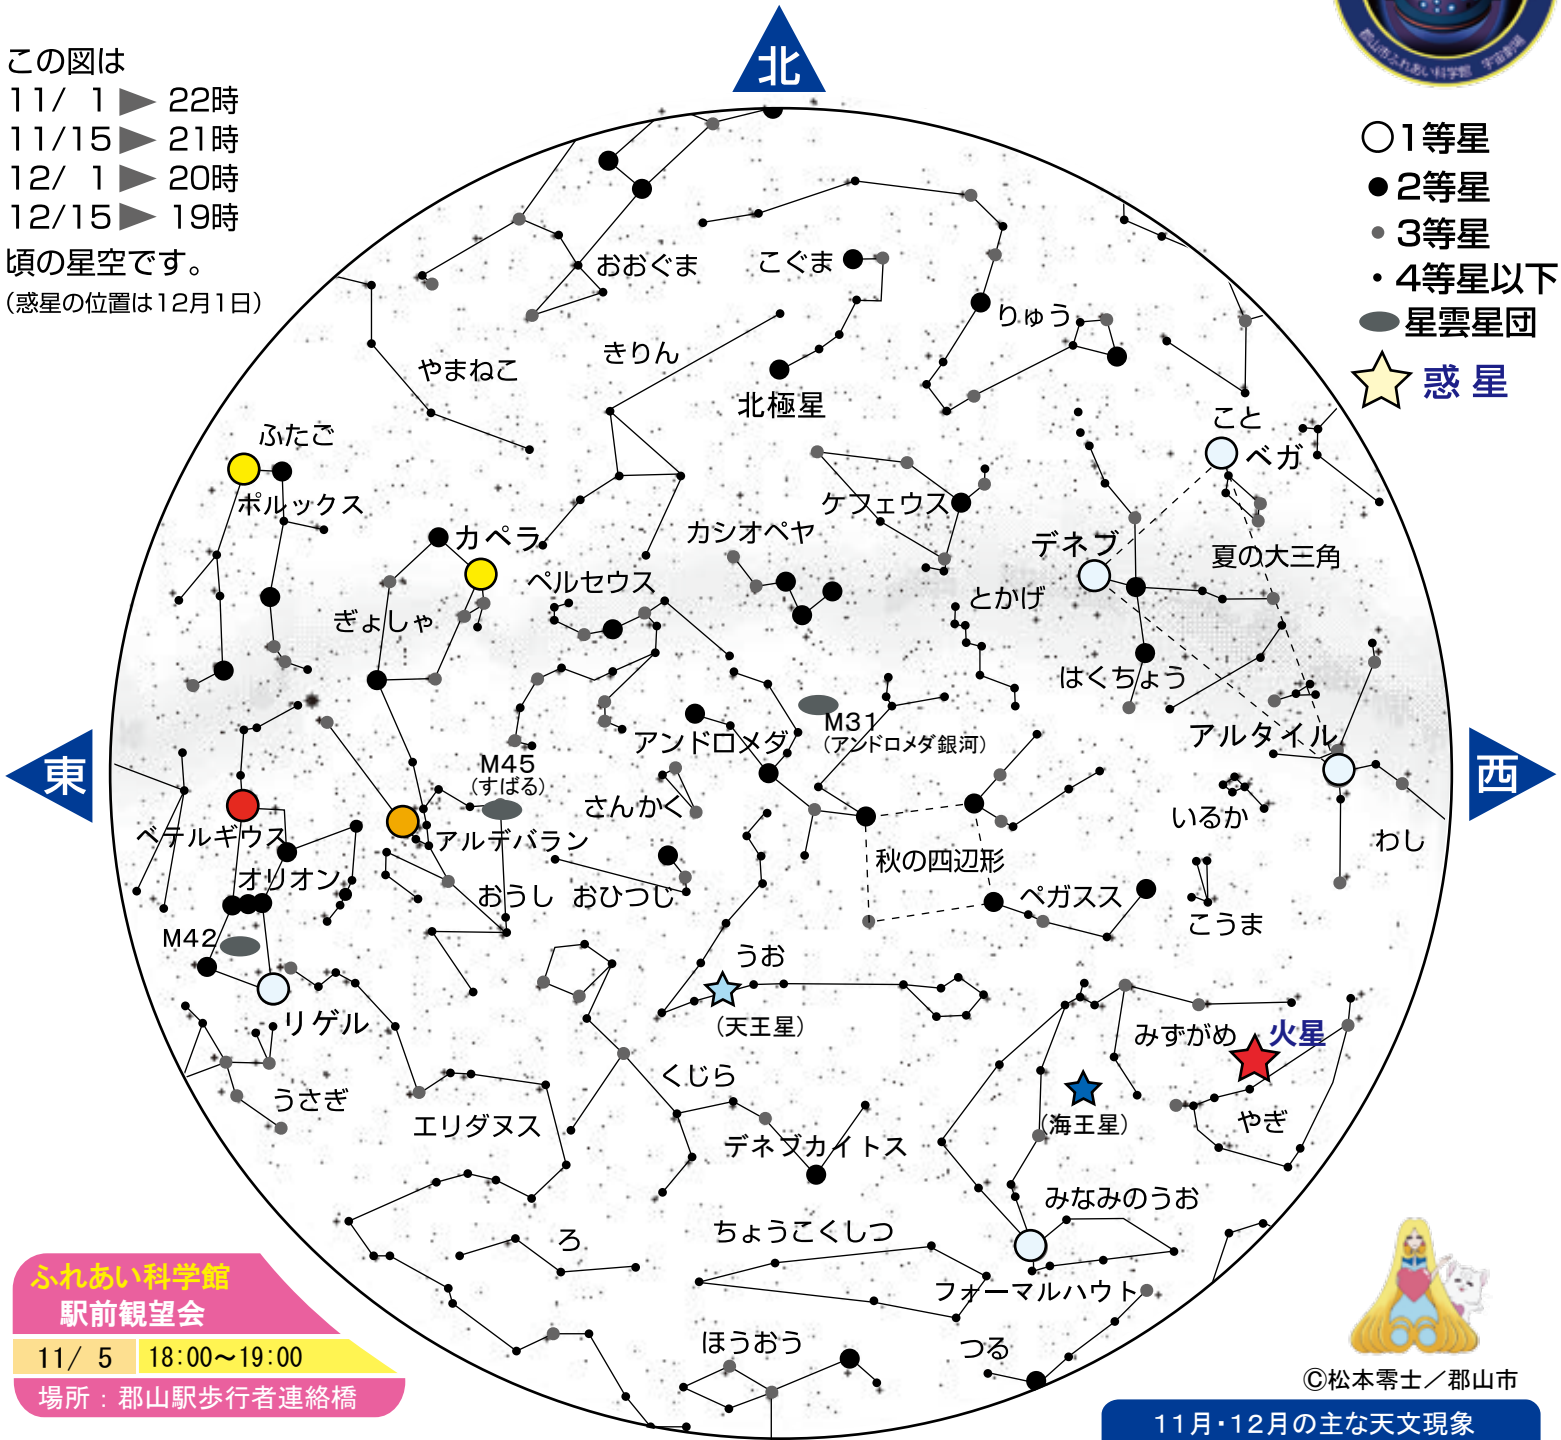 この図は
11/ 1 ▶ 22時
11/15 ▶ 21時
12/ 1 ▶ 20時
12/15 ▶ 19時
頃の星空です。
(惑星の位置は12月1日)
北
郡山市ふれあい科学館 宇宙劇場
1等星
2等星
3等星
4等星以下
星雲星団
惑星
おおぐま
こぐま
りゅう
きりん
やまねこ
北極星
こと
ベガ
ふたご
ポルックス
カペラ
カシオペヤ
ケフェウス
デネブ
夏の大三角
ペルセウス
とかげ
ぎょしゃ
はくちょう
東
アンドロメダ
M31
(アンドロメダ銀河)
アルタイル
西
M45
(すばる)
さんかく
いるか
わし
ベテルギウス
アルデバラン
秋の四辺形
オリオン
おうし
おひつじ
ペガスス
こうま
M42
うお
リゲル
(天王星)
みずがめ
火星
うさぎ
くじら
エリダヌス
(海王星)
やぎ
デネブカイトス
みなみのうお
ろ
ちょうこくしつ
フォーマルハウト
ほうおう
つる
ふれあい科学館
駅前観望会
11/ 5 18:00〜19:00
場所：郡山駅歩行者連絡橋
©松本零士／郡山市
11月・12月の主な天文現象